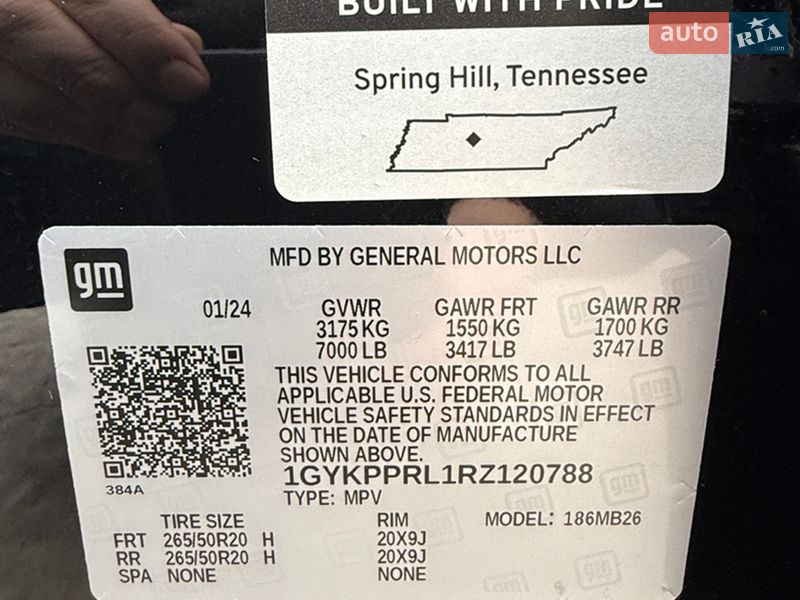 BUILT WITH PRIDE
auto RIA
.com
Spring Hill, Tennessee
gm
MFD BY GENERAL MOTORS LLC
01/24 GVWR GAWR FRT GAWR RR
3175 KG 1550 KG 1700 KG
7000 LB 3417 LB 3747 LB
THIS VEHICLE CONFORMS TO ALL
APPLICABLE U.S. FEDERAL MOTOR
VEHICLE SAFETY STANDARDS IN EFFECT
ON THE DATE OF MANUFACTURE
SHOWN ABOVE.
384A
1GYKPPRL1RZ120788
TYPE: MPV
TIRE SIZE RIM MODEL: 186MB26
FRT 265/50R20 H 20X9J
RR 265/50R20 H 20X9J
SPA NONE NONE